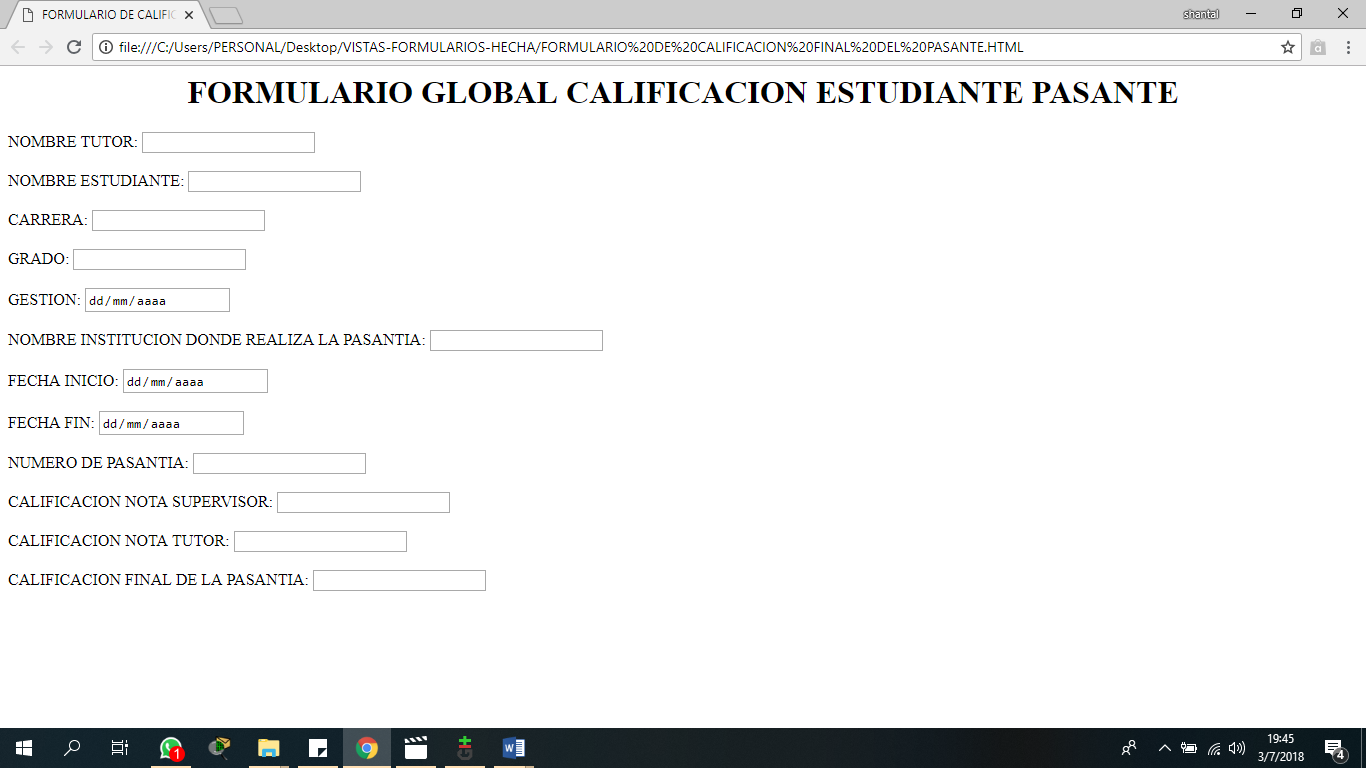 FORMULARIO DE CALIFIC
shantal
file:///C:/Users/PERSONAL/Desktop/VISTAS-FORMULARIOS-HECHA/FORMULARIO%20DE%20CALIFICACION%20FINAL%20DEL%20PASANTE.HTML
FORMULARIO GLOBAL CALIFICACION ESTUDIANTE PASANTE
NOMBRE TUTOR:
NOMBRE ESTUDIANTE:
CARRERA:
GRADO:
GESTION: dd/mm/aaaa
NOMBRE INSTITUCION DONDE REALIZA LA PASANTIA:
FECHA INICIO: dd/mm/aaaa
FECHA FIN: dd/mm/aaaa
NUMERO DE PASANTIA:
CALIFICACION NOTA SUPERVISOR:
CALIFICACION NOTA TUTOR:
CALIFICACION FINAL DE LA PASANTIA:
1
19:45
3/7/2018
4